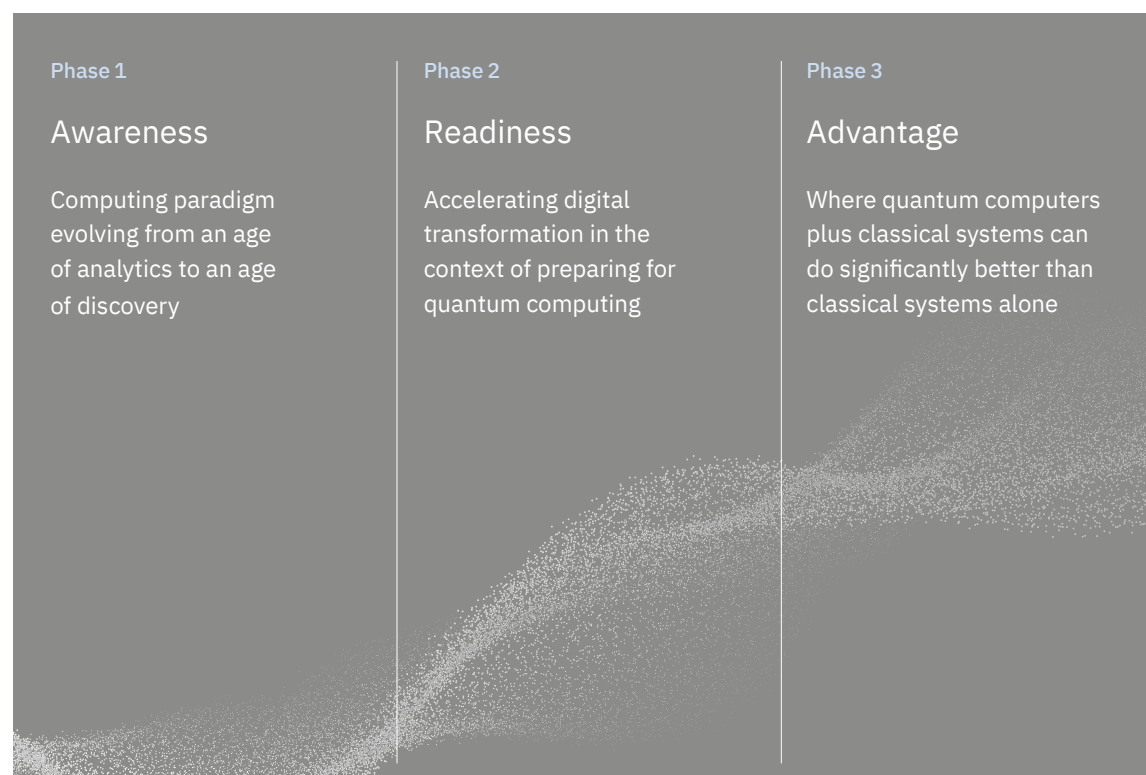 Phase 1
Awareness
Computing paradigm
evolving from an age
of analytics to an age
of discovery
Phase 2
Readiness
Accelerating digital
transformation in the
context of preparing for
quantum computing
Phase 3
Advantage
Where quantum computers
plus classical systems can
do significantly better than
classical systems alone